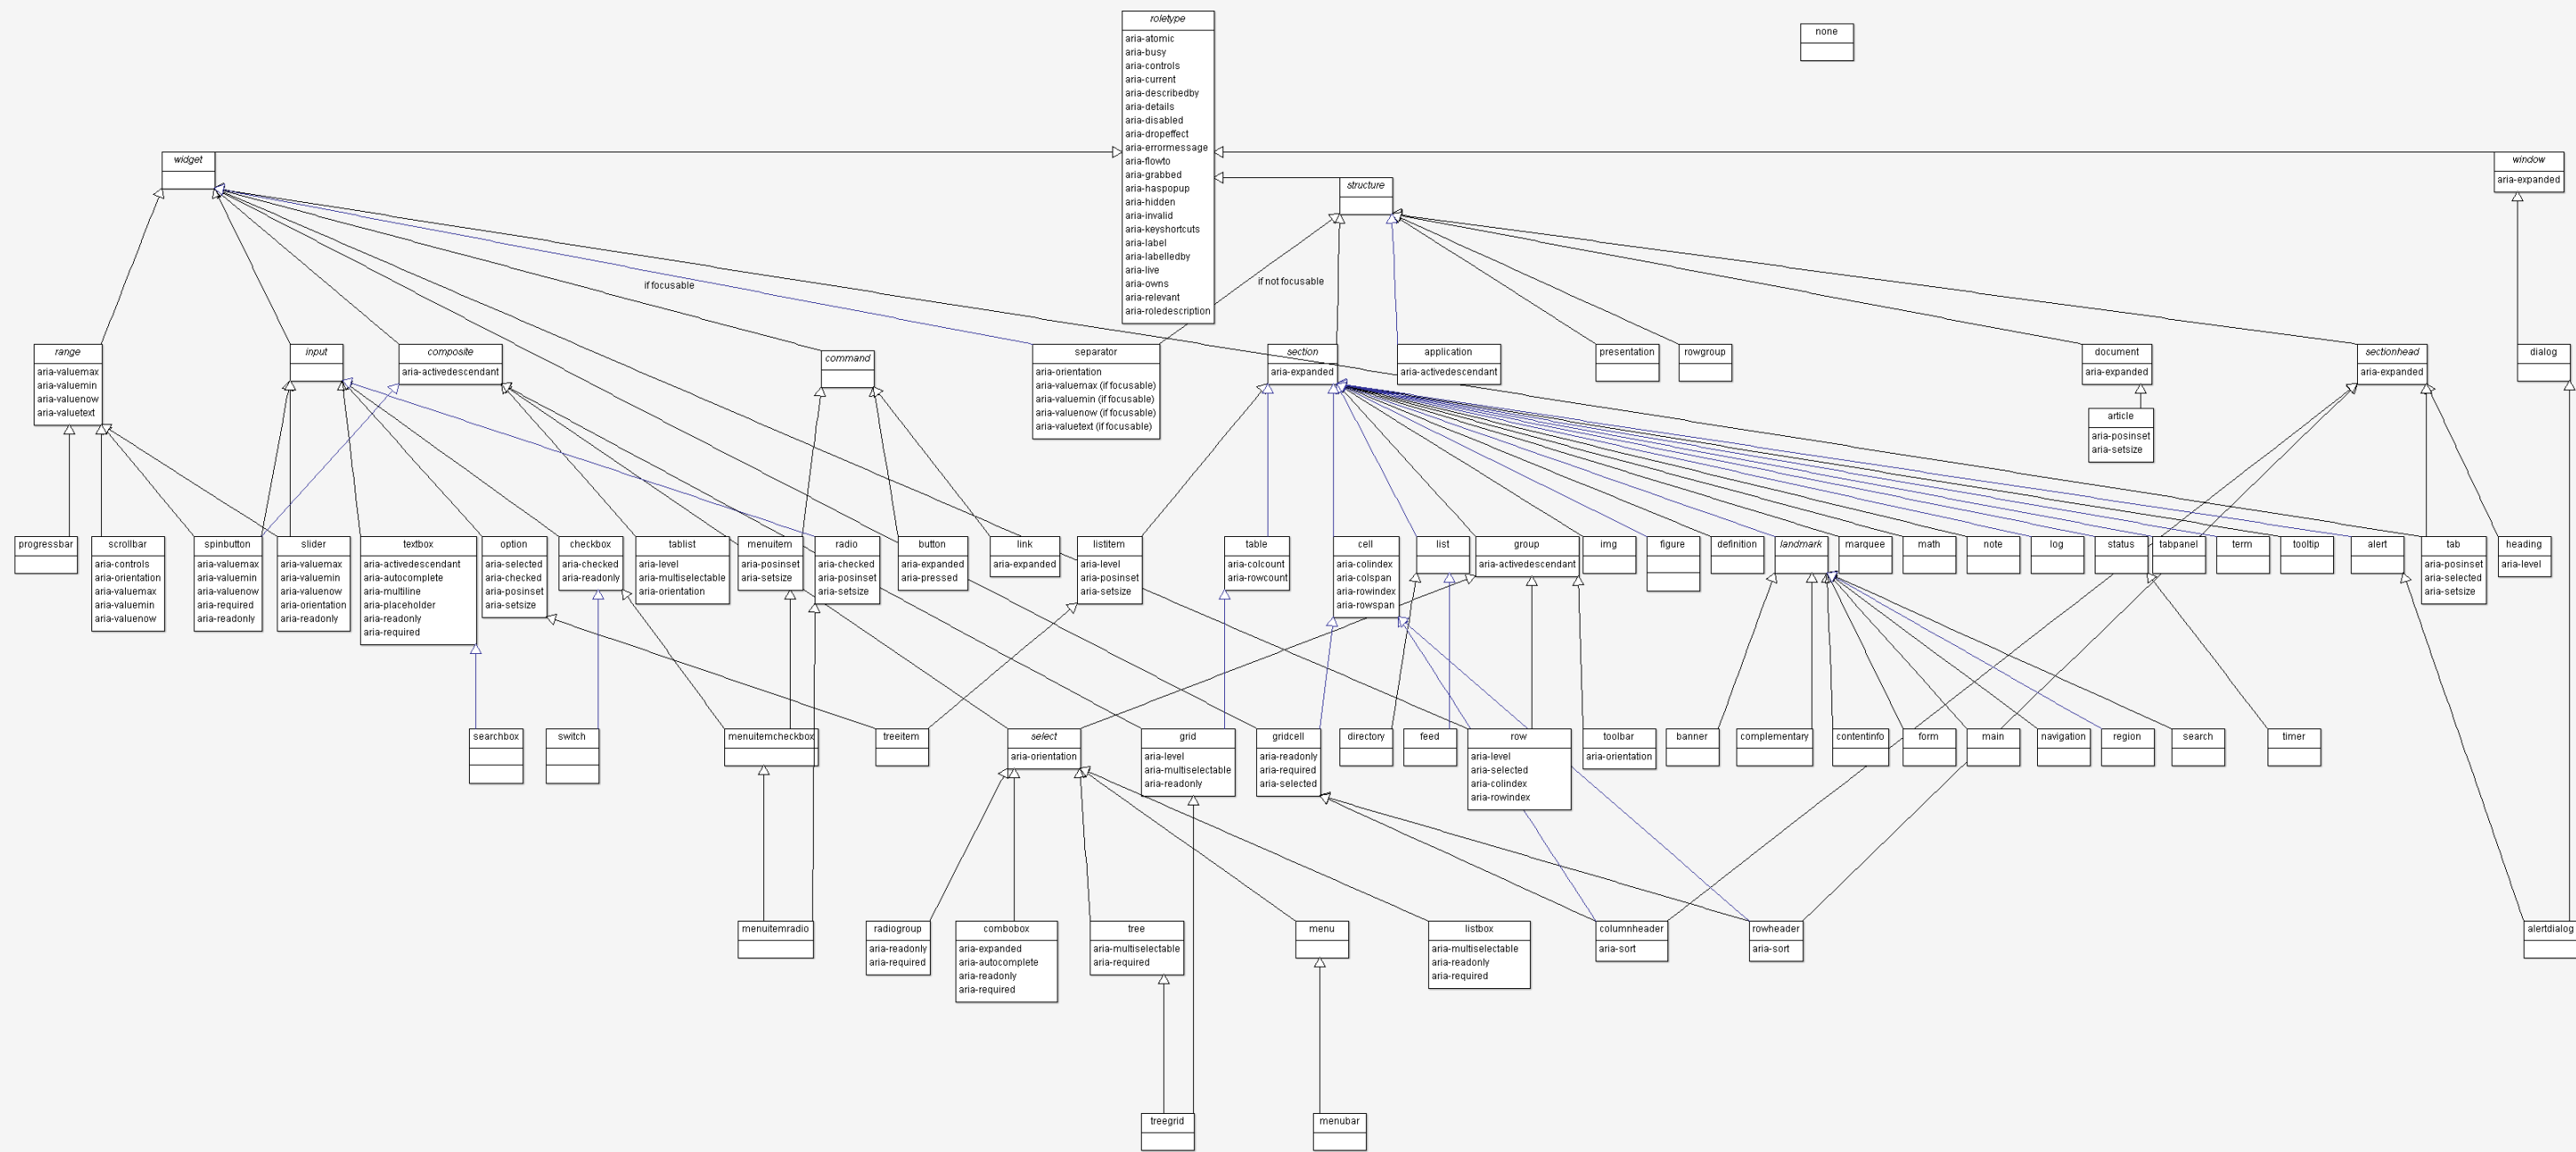 roletype
aria-atomic
aria-busy
aria-controls
aria-current
aria-describedby
aria-details
aria-disabled
aria-dropeffect
aria-errormessage
aria-flowto
aria-grabbed
aria-haspopup
aria-hidden
aria-invalid
aria-keyshortcuts
aria-label
aria-labelledby
aria-live
aria-owns
aria-relevant
aria-roledescription
none
widget
structure
window
aria-expanded
if focusable
if not focusable
range
aria-valuemax
aria-valuemin
aria-valuenow
aria-valuetext
input
composite
aria-activedescendant
command
separator
aria-orientation
aria-valuemax (if focusable)
aria-valuemin (if focusable)
aria-valuenow (if focusable)
aria-valuetext (if focusable)
section
aria-expanded
application
aria-activedescendant
presentation
rowgroup
document
aria-expanded
sectionhead
aria-expanded
dialog
article
aria-posinset
aria-setsize
progressbar
scrollbar
aria-controls
aria-orientation
aria-valuemax
aria-valuemin
aria-valuenow
spinbutton
aria-valuemax
aria-valuemin
aria-valuenow
aria-required
aria-readonly
slider
aria-valuemax
aria-valuemin
aria-valuenow
aria-orientation
aria-readonly
textbox
aria-activedescendant
aria-autocomplete
aria-multiline
aria-placeholder
aria-readonly
aria-required
option
aria-selected
aria-checked
aria-posinset
aria-setsize
checkbox
aria-checked
aria-readonly
tablist
aria-level
aria-multiselectable
aria-orientation
menuitem
aria-posinset
aria-setsize
radio
aria-checked
aria-posinset
aria-setsize
button
aria-expanded
aria-pressed
link
aria-expanded
listitem
aria-level
aria-posinset
aria-setsize
table
aria-colcount
aria-rowcount
cell
aria-colindex
aria-colspan
aria-rowindex
aria-rowspan
list
group
aria-activedescendant
img
figure
definition
landmark
marquee
math
note
log
status
tabpanel
term
tooltip
alert
tab
aria-posinset
aria-selected
aria-setsize
heading
aria-level
searchbox
switch
menuitemcheckbox
treeitem
select
aria-orientation
grid
aria-level
aria-multiselectable
aria-readonly
gridcell
aria-readonly
aria-required
aria-selected
directory
feed
row
aria-level
aria-selected
aria-colindex
aria-rowindex
toolbar
aria-orientation
banner
complementary
contentinfo
form
main
navigation
region
search
timer
menuitemradio
radiogroup
aria-readonly
aria-required
combobox
aria-expanded
aria-autocomplete
aria-readonly
aria-required
tree
aria-multiselectable
aria-required
menu
listbox
aria-multiselectable
aria-readonly
aria-required
columnheader
aria-sort
rowheader
aria-sort
alertdialog
treegrid
menubar